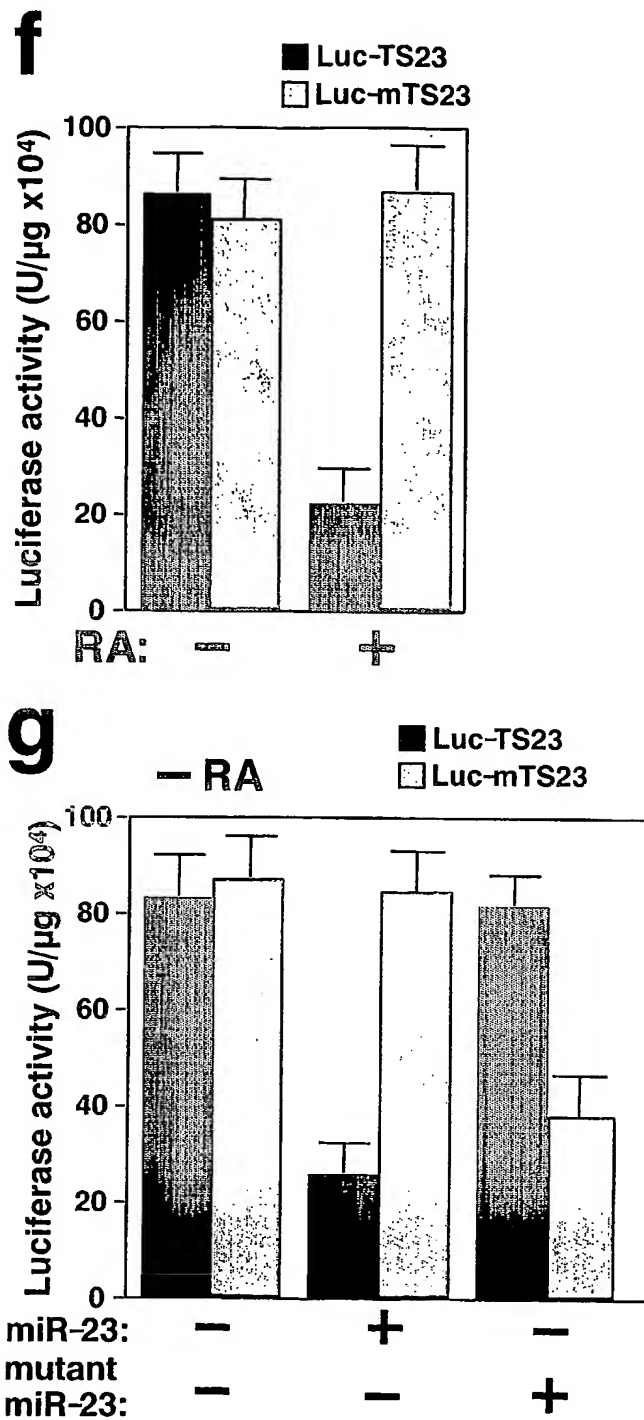 f
Luc-TS23
Luc-mTS23
Luciferase activity (U/µg x10⁴)
100
80
60
40
20
0
RA: − +
g
− RA
Luc-TS23
Luc-mTS23
Luciferase activity (U/µg x10⁴)
100
80
60
40
20
0
miR-23: − + −
mutant
miR-23: − − +